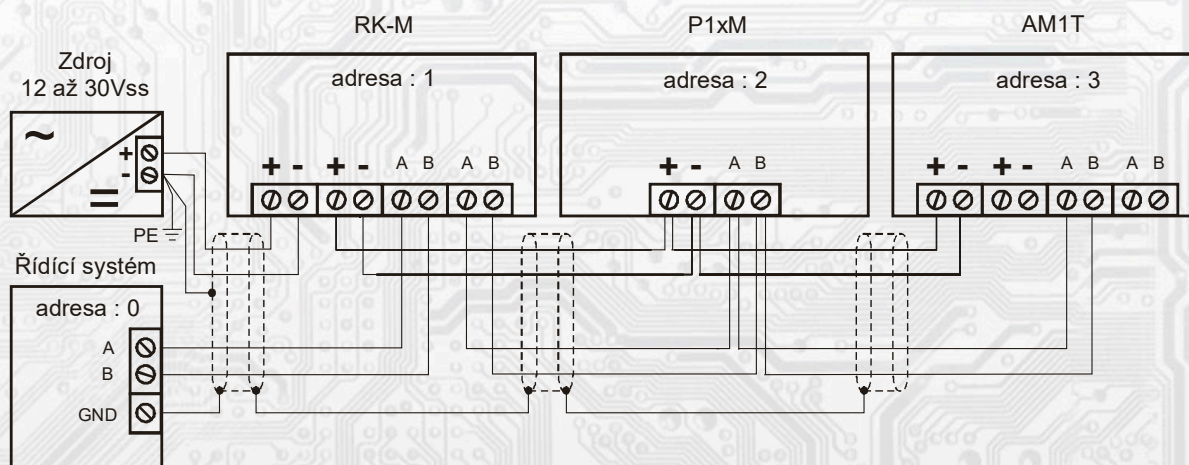 RK-M
P1xM
AM1T
Zdroj
12 až 30Vss
adresa : 1
adresa : 2
adresa : 3
~
+
-
=
PE
+ - + - A B A B
+ - A B
+ - + - A B A B
Řídící systém
adresa : 0
A
B
GND